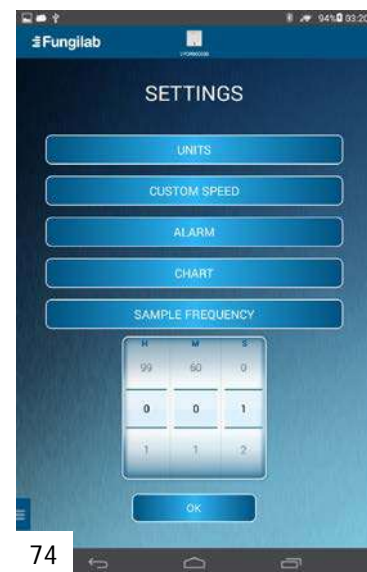 94% 03:20
Fungilab
SETTINGS
UNITS
CUSTOM SPEED
ALARM
CHART
SAMPLE FREQUENCY
H M S
99 60 0
0 0 1
1 1 2
OK
74